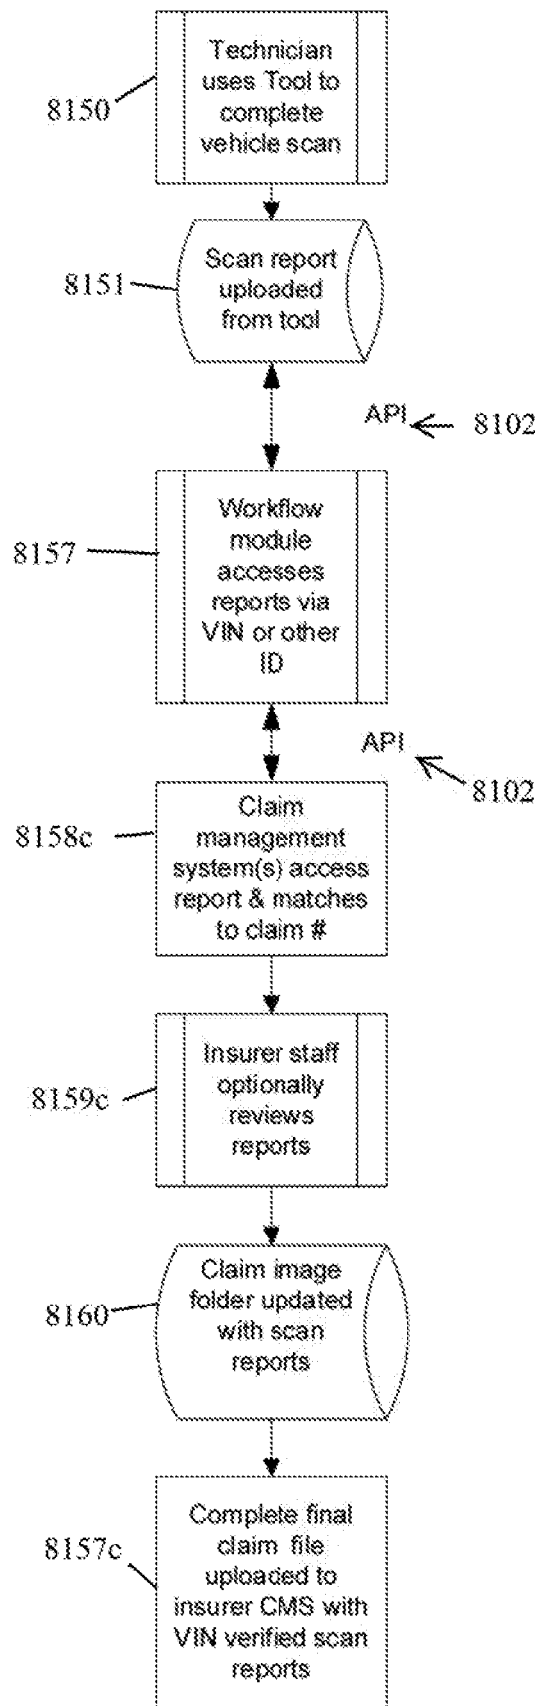 Technician
uses Tool to
complete
vehicle scan
8150
Scan report
uploaded
from tool
8151
API
8102
Workflow
module
accesses
reports via
VIN or other
ID
8157
API
8102
Claim
management
system(s) access
report & matches
to claim #
8158c
Insurer staff
optionally
reviews
reports
8159c
Claim image
folder updated
with scan
reports
8160
Complete final
claim file
uploaded to
insurer CMS with
VIN verified scan
reports
8157c